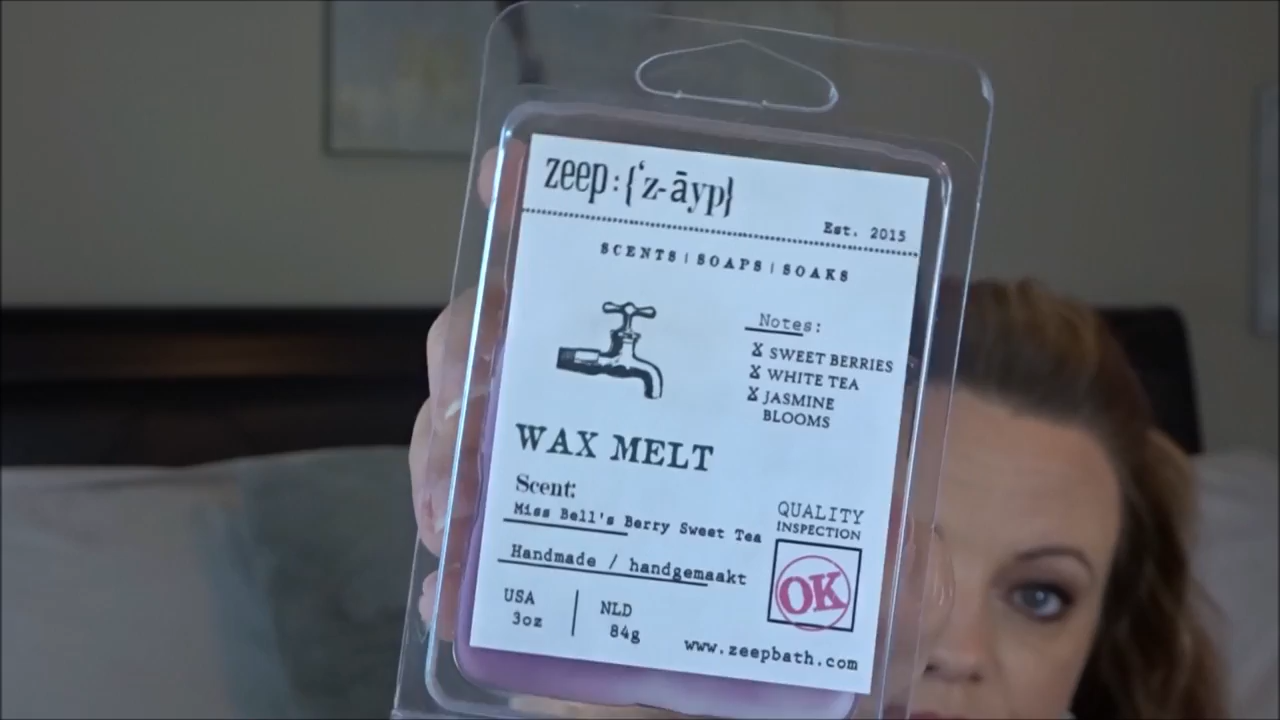 zeep:{'z-āyp}
Est. 2015
SCENTS | SOAPS | SOAKS
Notes:
X SWEET BERRIES
X WHITE TEA
X JASMINE
BLOOMS
WAX MELT
Scent:
Miss Bell's Berry Sweet Tea
Handmade / handgemaakt
QUALITY
INSPECTION
OK
USA
3oz
NLD
84g
www.zeepbath.com